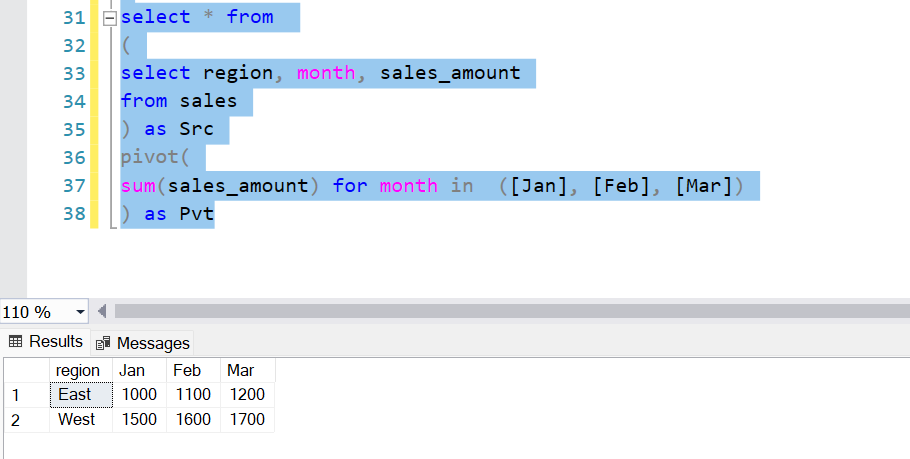 31 select * from
32 (
33 select region, month, sales_amount
34 from sales
35 ) as Src
36 pivot(
37 sum(sales_amount) for month in  ([Jan], [Feb], [Mar])
38 ) as Pvt
110 %
Results Messages
region Jan Feb Mar
1 East 1000 1100 1200
2 West 1500 1600 1700